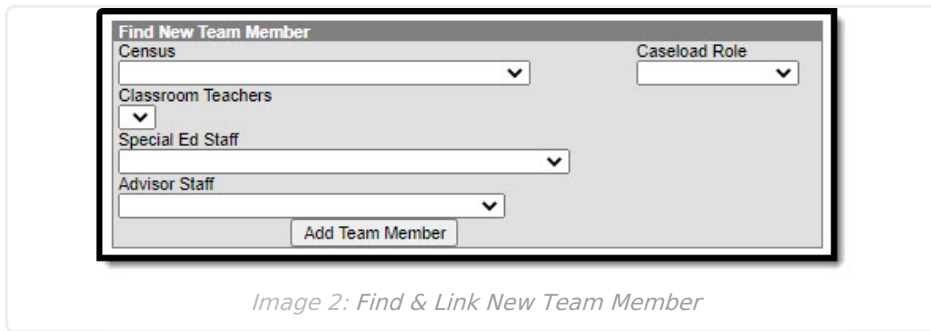 Find New Team Member
Census Caseload Role
Classroom Teachers
Special Ed Staff
Advisor Staff
Add Team Member
Image 2: Find & Link New Team Member